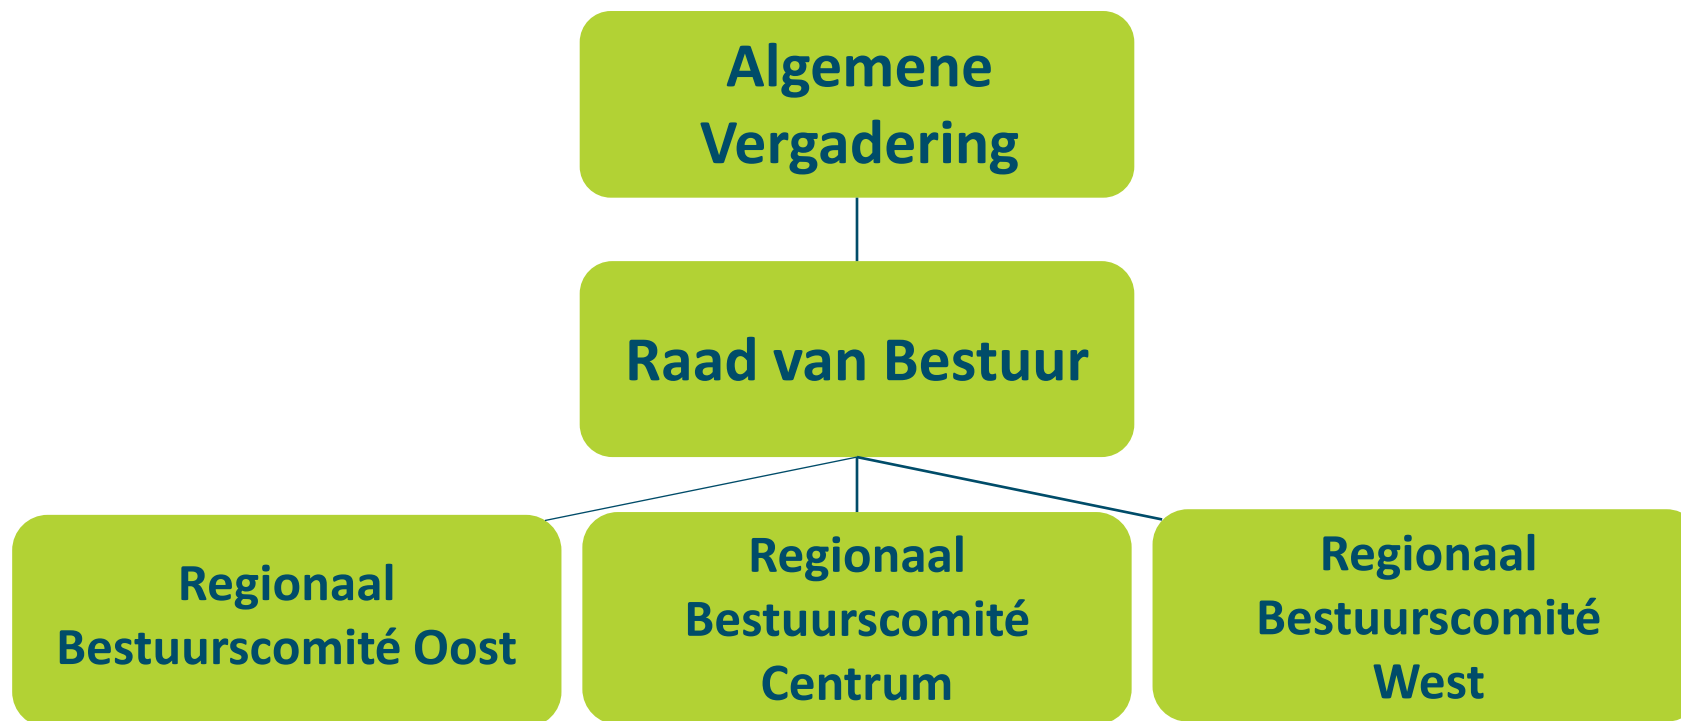 Algemene
Vergadering
Raad van Bestuur
Regionaal
Bestuurscomité Oost
Regionaal
Bestuurscomité
Centrum
Regionaal
Bestuurscomité
West